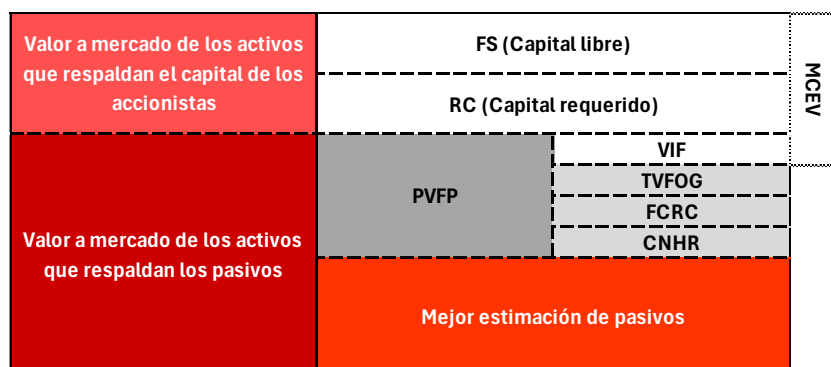 Valor a mercado de los activos
que respaldan el capital de los
accionistas
FS (Capital libre)
RC (Capital requerido)
MCEV
Valor a mercado de los activos
que respaldan los pasivos
PVFP
VIF
TVFOG
FCRC
CNHR
Mejor estimación de pasivos